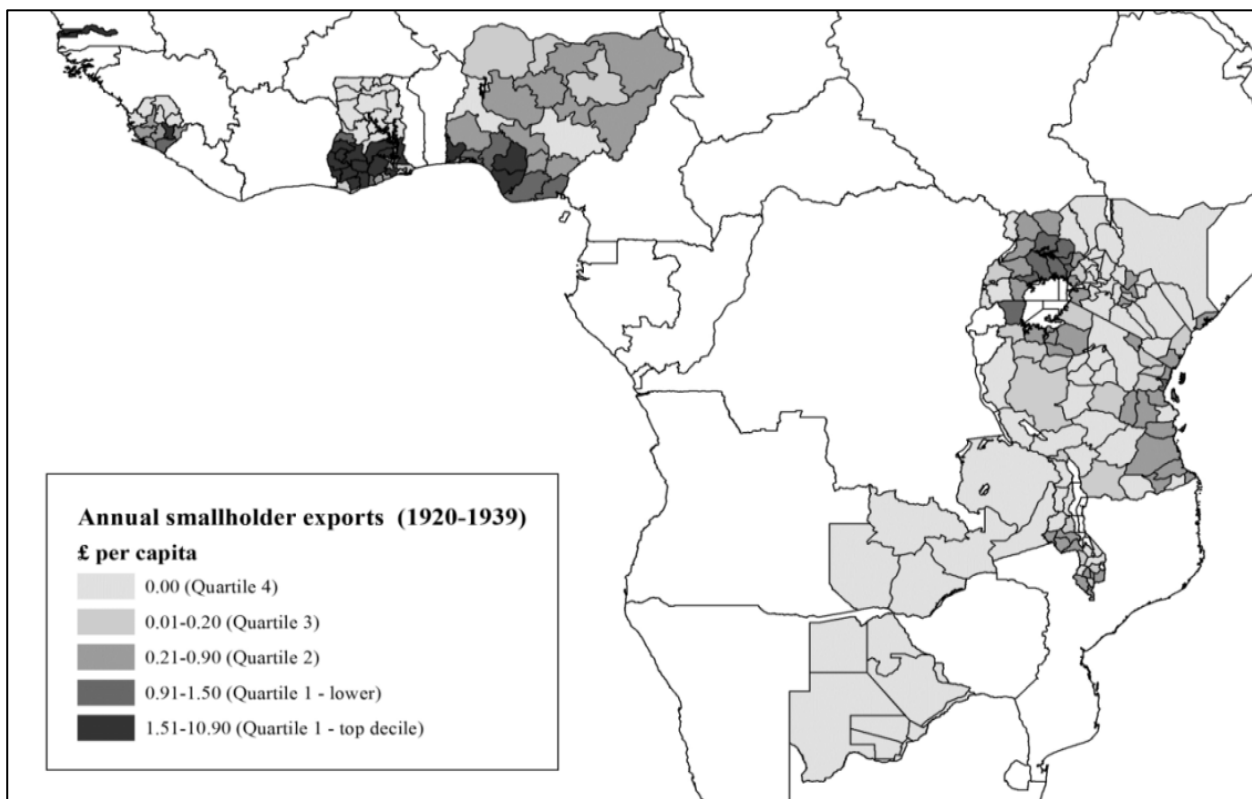 Annual smallholder exports (1920-1939)
£ per capita
0.00 (Quartile 4)
0.01-0.20 (Quartile 3)
0.21-0.90 (Quartile 2)
0.91-1.50 (Quartile 1 - lower)
1.51-10.90 (Quartile 1 - top decile)